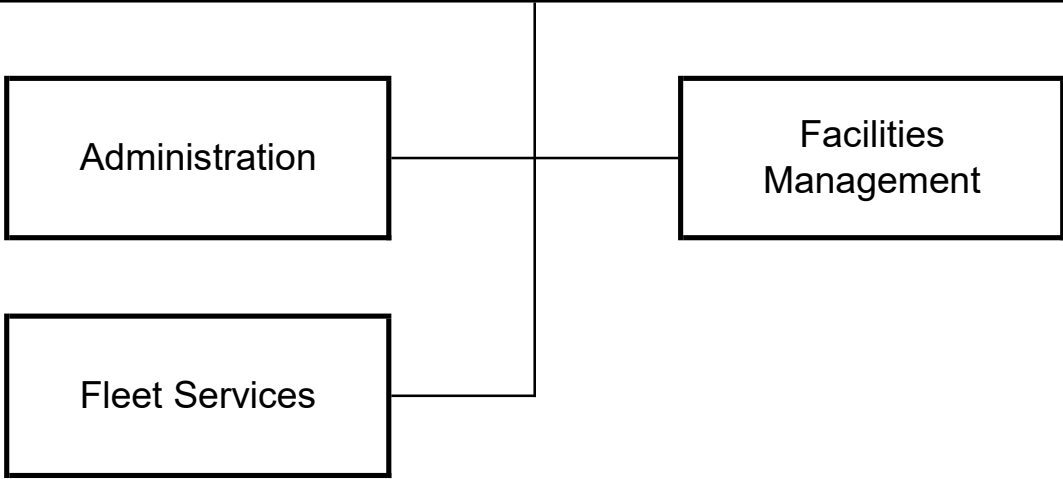 Administration
Facilities
Management
Fleet Services